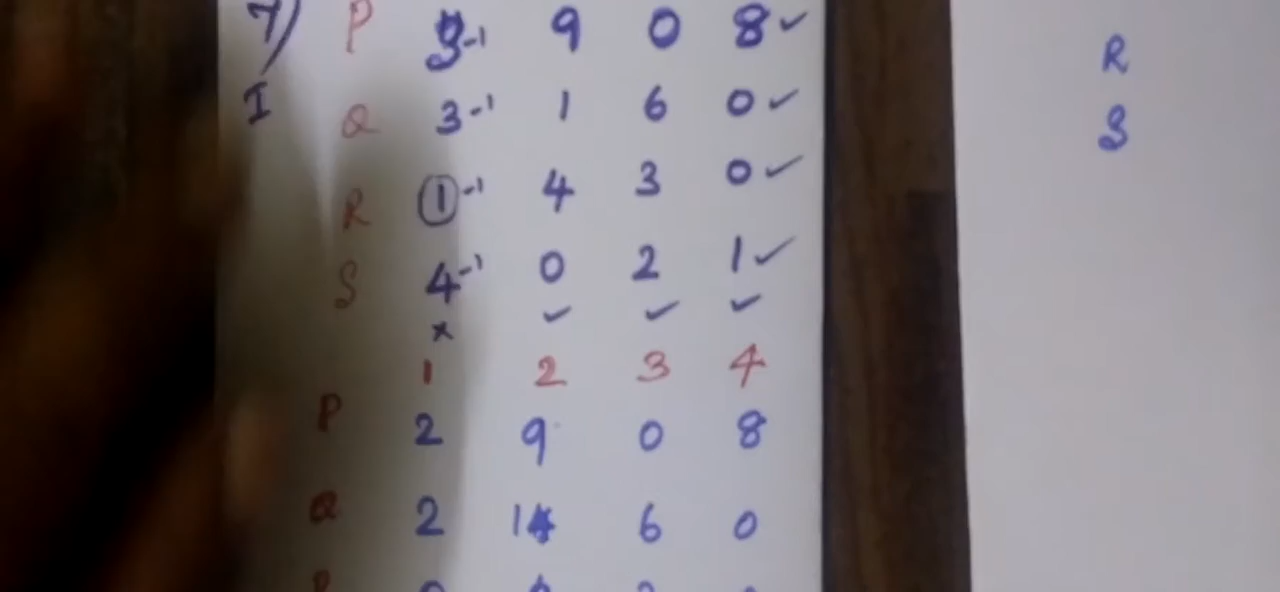 7) P 3-1 9 0 8 ✓
I
Q 3-1 1 6 0 ✓
R 1-1 4 3 0 ✓
S 4-1 0 2 1 ✓
× ✓ ✓ ✓
1 2 3 4
P 2 9 0 8
Q 2 1 6 0
R
S